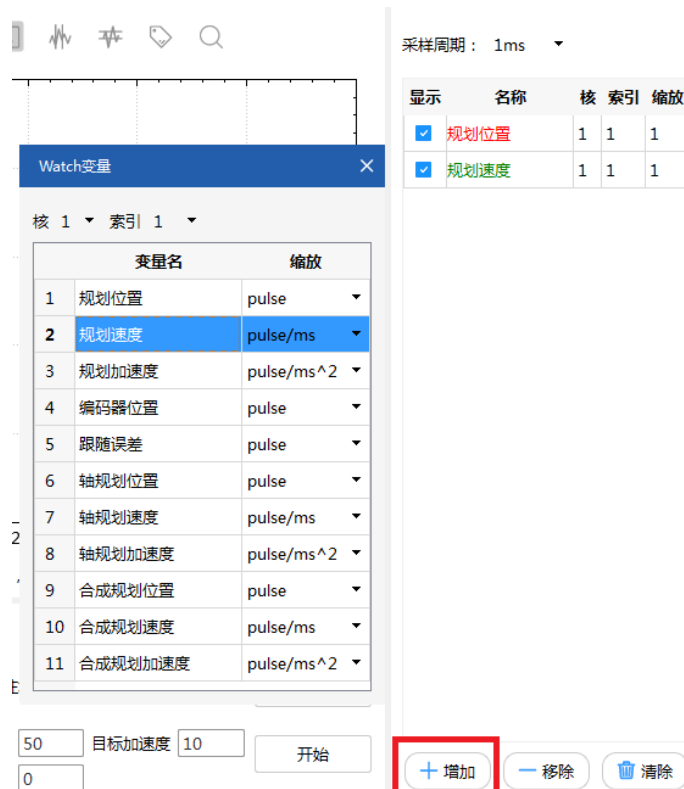 采样周期： 1ms
显示 名称 核 索引 缩放
规划位置 1 1 1
规划速度 1 1 1
Watch变量
核 1 索引 1
变量名 缩放
1 规划位置 pulse
2 规划速度 pulse/ms
3 规划加速度 pulse/ms^2
4 编码器位置 pulse
5 跟随误差 pulse
6 轴规划位置 pulse
7 轴规划速度 pulse/ms
8 轴规划加速度 pulse/ms^2
9 合成规划位置 pulse
10 合成规划速度 pulse/ms
11 合成规划加速度 pulse/ms^2
2
50 目标加速度 10 开始
0
增加 移除 清除